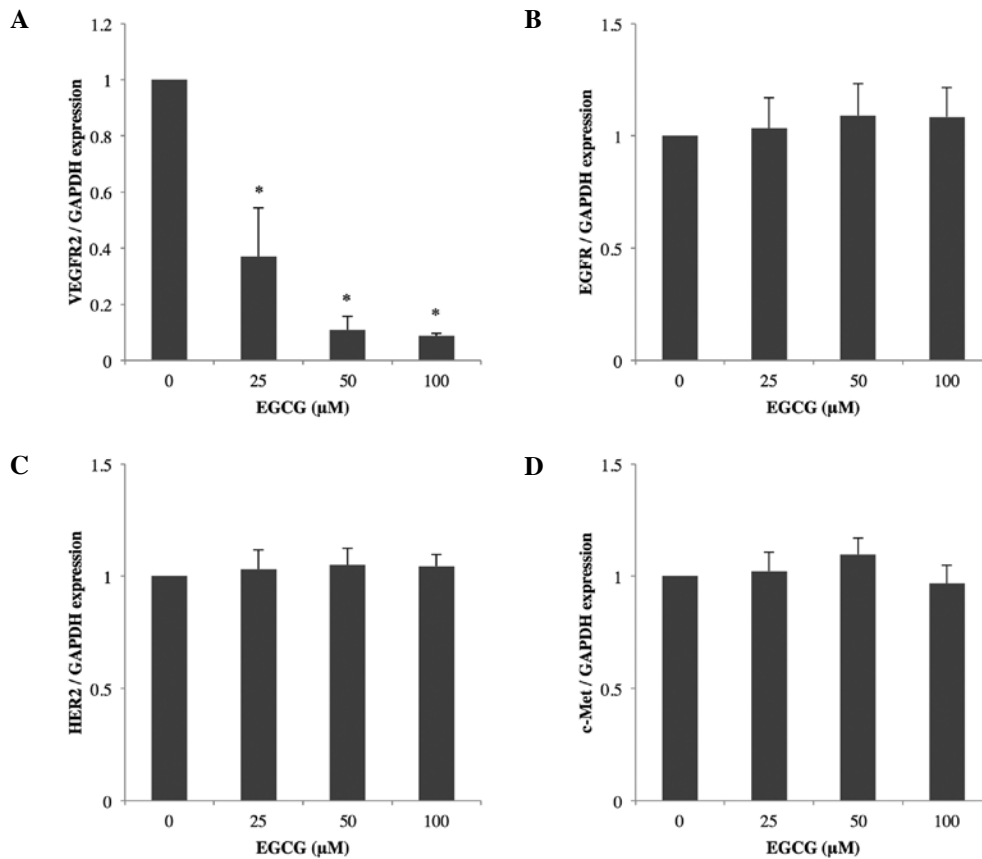 A
VEGFR2 / GAPDH expression
1.2
1
0.8
0.6
0.4
0.2
0
*
*
*
0 25 50 100
EGCG (µM)
B
EGFR / GAPDH expression
1.5
1
0.5
0
0 25 50 100
EGCG (µM)
C
HER2 / GAPDH expression
1.5
1
0.5
0
0 25 50 100
EGCG (µM)
D
c-Met / GAPDH expression
1.5
1
0.5
0
0 25 50 100
EGCG (µM)